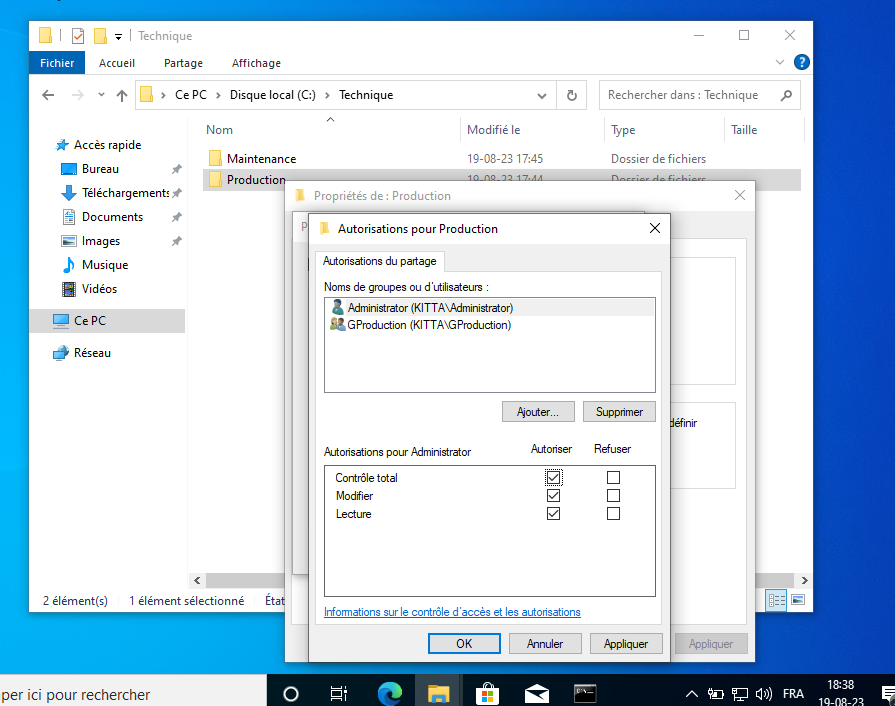 Technique
Fichier Accueil Partage Affichage
Ce PC Disque local (C:) Technique
Rechercher dans : Technique
Nom Modifié le Type Taille
Accès rapide
Bureau
Téléchargements
Documents
Images
Musique
Vidéos
Ce PC
Réseau
Maintenance 19-08-23 17:45 Dossier de fichiers
Production 19-08-23 17:44 Dossier de fichiers
Propriétés de : Production
P
Autorisations pour Production
Autorisations du partage
Noms de groupes ou d'utilisateurs :
Administrator (KITTA\Administrator)
GProduction (KITTA\GProduction)
Ajouter... Supprimer
définir
Autorisations pour Administrator Autoriser Refuser
Contrôle total
Modifier
Lecture
Informations sur le contrôle d'accès et les autorisations
OK Annuler Appliquer
Appliquer
2 élément(s) 1 élément sélectionné État
per ici pour rechercher
FRA
18:38
19-08-23